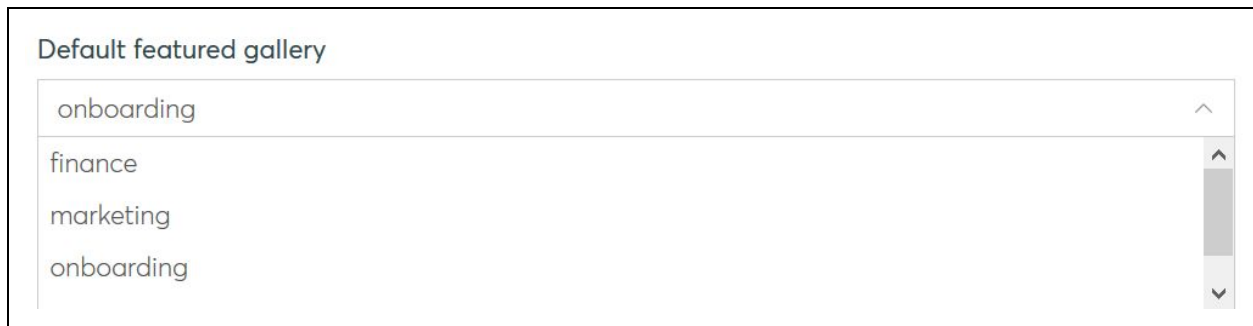 Default featured gallery
onboarding
finance
marketing
onboarding